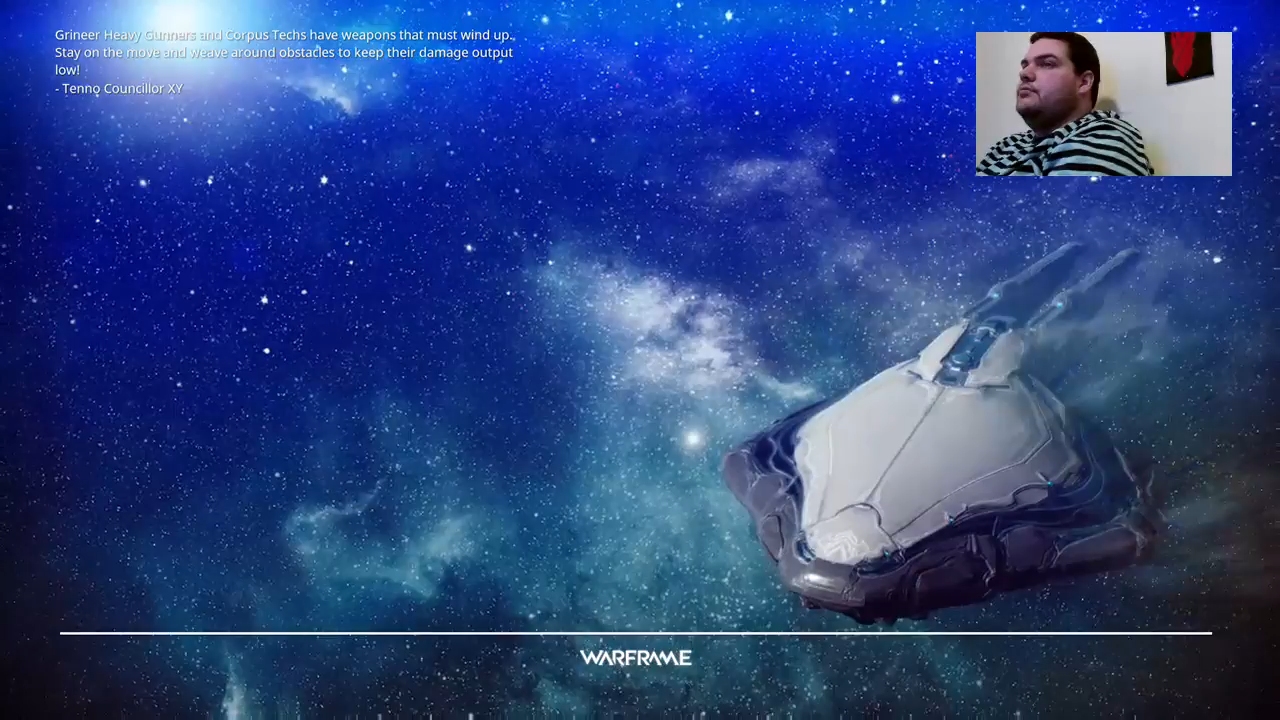 Grineer Heavy Gunners and Corpus Techs have weapons that must wind up.
Stay on the move and weave around obstacles to keep their damage output
low!
- Tenno Councillor XY
WARFRAME